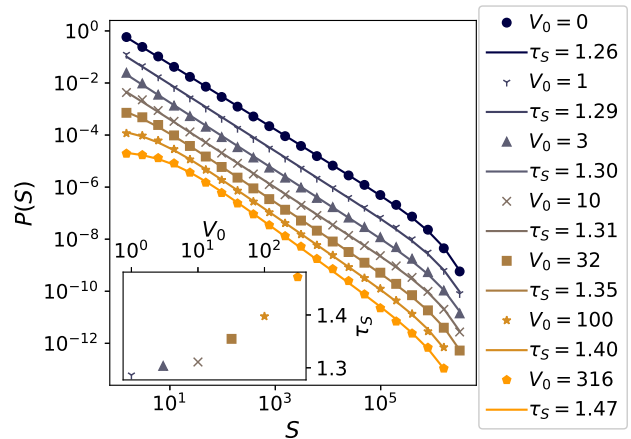 10^0
10^{-2}
10^{-4}
10^{-6}
10^{-8}
10^{-10}
10^{-12}
P(S)
10^1
10^3
10^5
S
V_0
10^0
10^1
10^2
1.4
1.3
τ_S
V_0 = 0
τ_S = 1.26
V_0 = 1
τ_S = 1.29
V_0 = 3
τ_S = 1.30
V_0 = 10
τ_S = 1.31
V_0 = 32
τ_S = 1.35
V_0 = 100
τ_S = 1.40
V_0 = 316
τ_S = 1.47